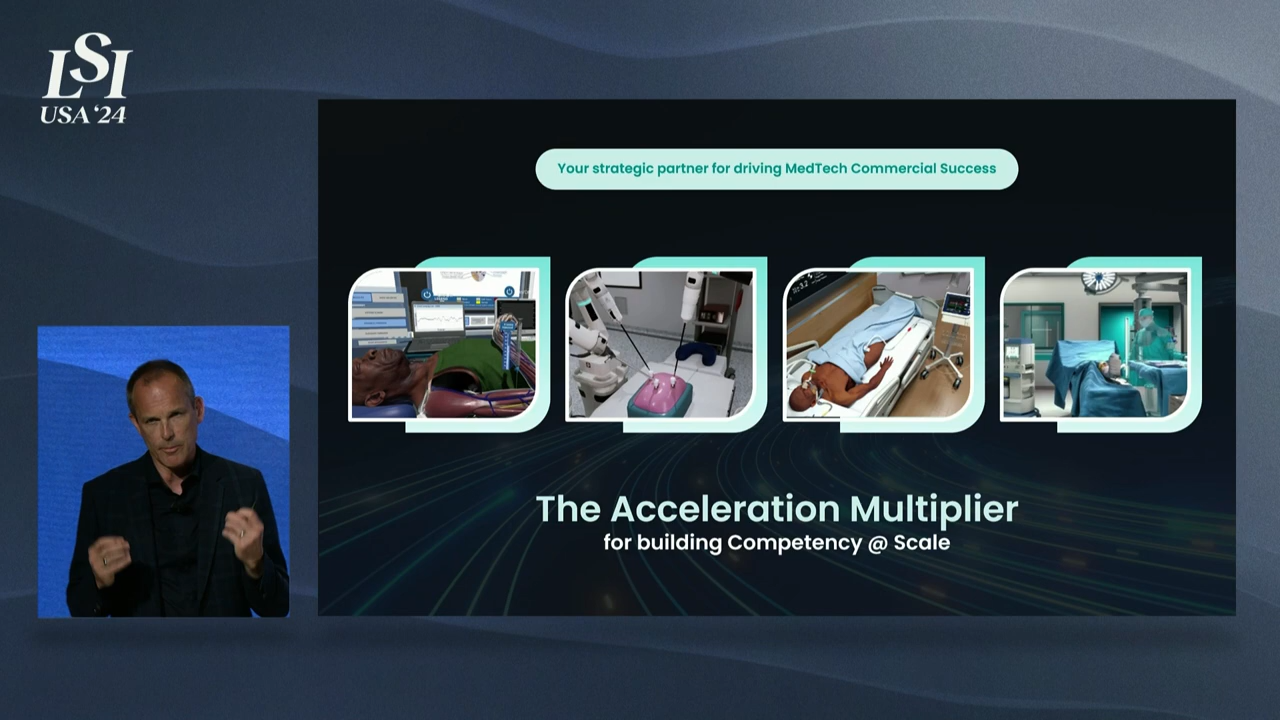 LSI
USA '24
Your strategic partner for driving MedTech Commercial Success
The Acceleration Multiplier
for building Competency @ Scale